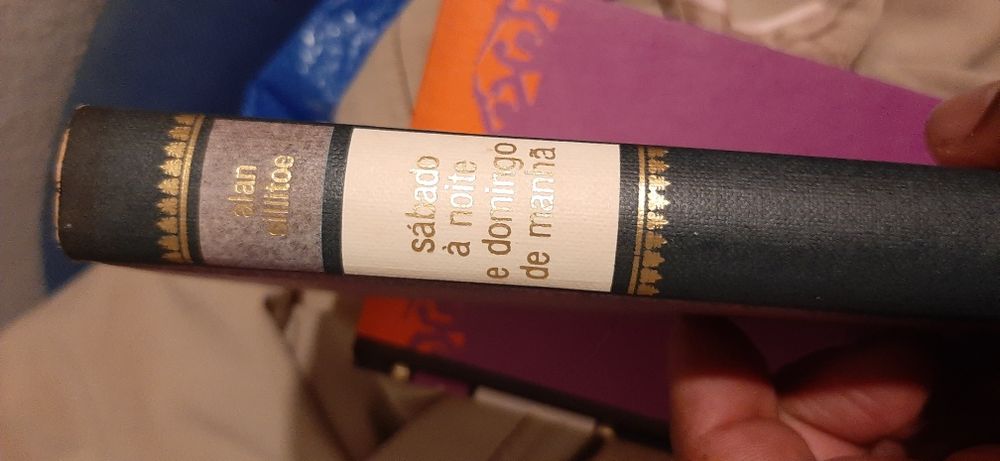 alan
sillitoe
sábado
à noite
e domingo
de manhã